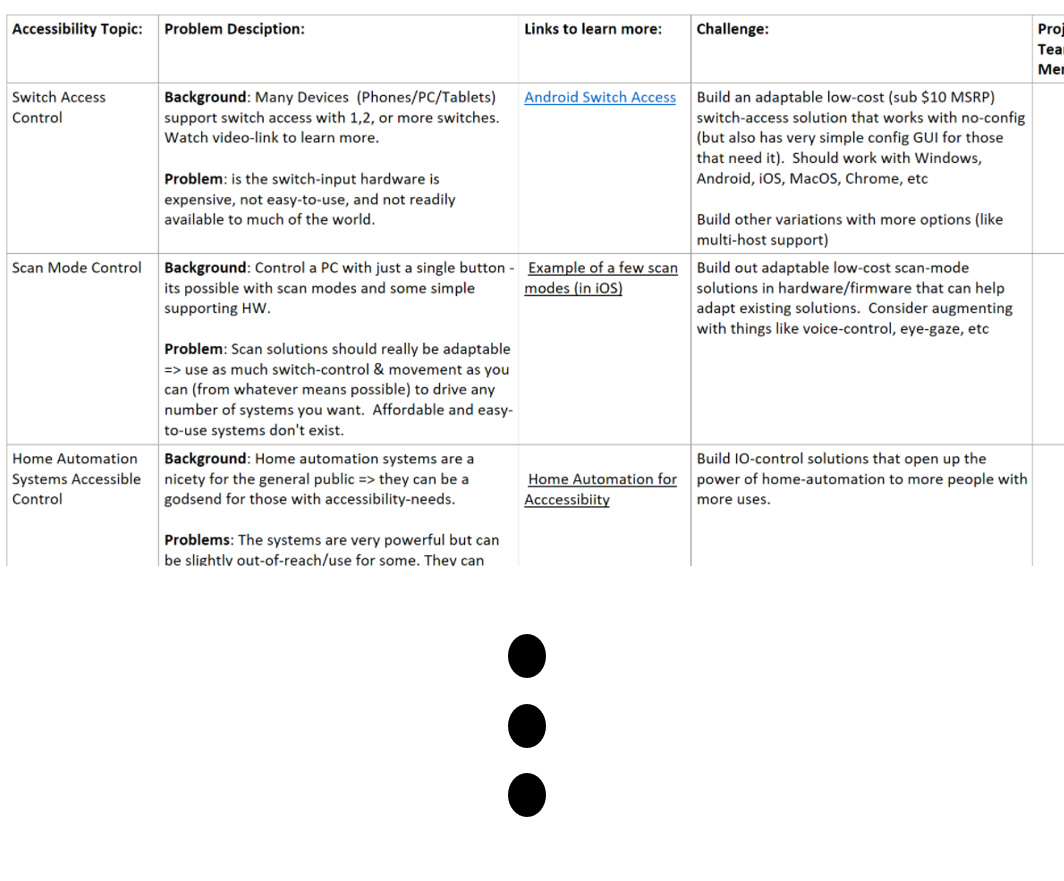 Accessibility Topic:
Problem Desciption:
Links to learn more:
Challenge:
Proj
Tea
Mer
Switch Access
Control
Background: Many Devices (Phones/PC/Tablets)
support switch access with 1,2, or more switches.
Watch video-link to learn more.
Problem: is the switch-input hardware is
expensive, not easy-to-use, and not readily
available to much of the world.
Android Switch Access
Build an adaptable low-cost (sub $10 MSRP)
switch-access solution that works with no-config
(but also has very simple config GUI for those
that need it). Should work with Windows,
Android, iOS, MacOS, Chrome, etc
Build other variations with more options (like
multi-host support)
Scan Mode Control
Background: Control a PC with just a single button -
its possible with scan modes and some simple
supporting HW.
Problem: Scan solutions should really be adaptable
=> use as much switch-control & movement as you
can (from whatever means possible) to drive any
number of systems you want. Affordable and easy-
to-use systems don't exist.
Example of a few scan
modes (in iOS)
Build out adaptable low-cost scan-mode
solutions in hardware/firmware that can help
adapt existing solutions. Consider augmenting
with things like voice-control, eye-gaze, etc
Home Automation
Systems Accessible
Control
Background: Home automation systems are a
nicety for the general public => they can be a
godsend for those with accessibility-needs.
Problems: The systems are very powerful but can
be slightly out-of-reach/use for some. They can
Home Automation for
Acccessibiity
Build IO-control solutions that open up the
power of home-automation to more people with
more uses.